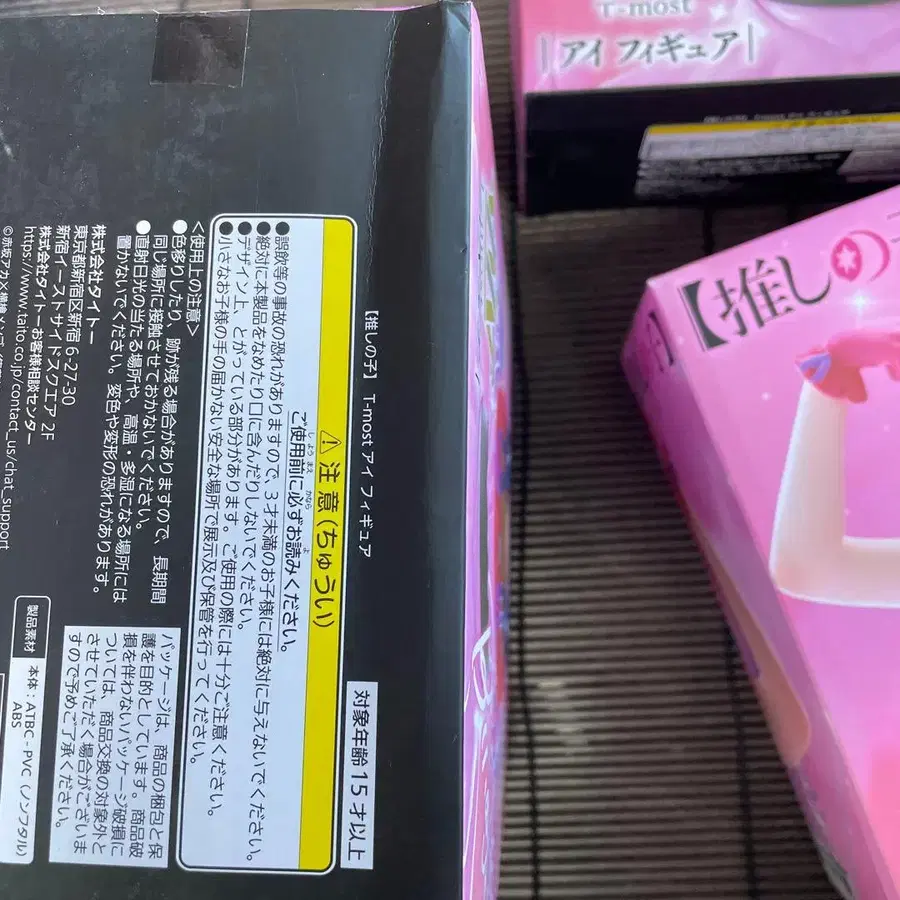 【推しの子】 T-most アイ フィギュア
対象年齢 15 才以上
⚠ 注意(ちゅうい)
ご使用前に必ずお読みください。
しようまえ かなら よ
●誤飲等の事故の恐れがありますので、3才未満のお子様には絶対に与えないでください。
●絶対に本製品をなめたり口に含んだりしないでください。
●デザイン上、とがっている部分があります。ご使用の際には十分ご注意ください。
●小さなお子様の手の届かない安全な場所で展示及び保管を行ってください。
<使用上の注意>
●色移りしたり、跡が残る場合がありますので、長期間
同じ場所に接触させておかないでください。
●直射日光の当たる場所や、高温・多湿になる場所には
置かないでください。変色や変形の恐れがあります。
株式会社タイトー
東京都新宿区新宿 6-27-30
新宿イーストサイドスクエア 2F
株式会社タイトーお客様相談センター
https://www.taito.co.jp/contact_us/chat_support
©赤坂アカ×横槍メンゴ
パッケージは、商品の梱包と保
護を目的としています。商品破
損を伴わないパッケージ破損に
ついては、商品交換の対象外と
させていただく場合がございま
すので予めご了承ください。
製品素材
本体：ATBC-PVC（ノンフタル）
ABS
T-most
アイ フィギュア
【推しの